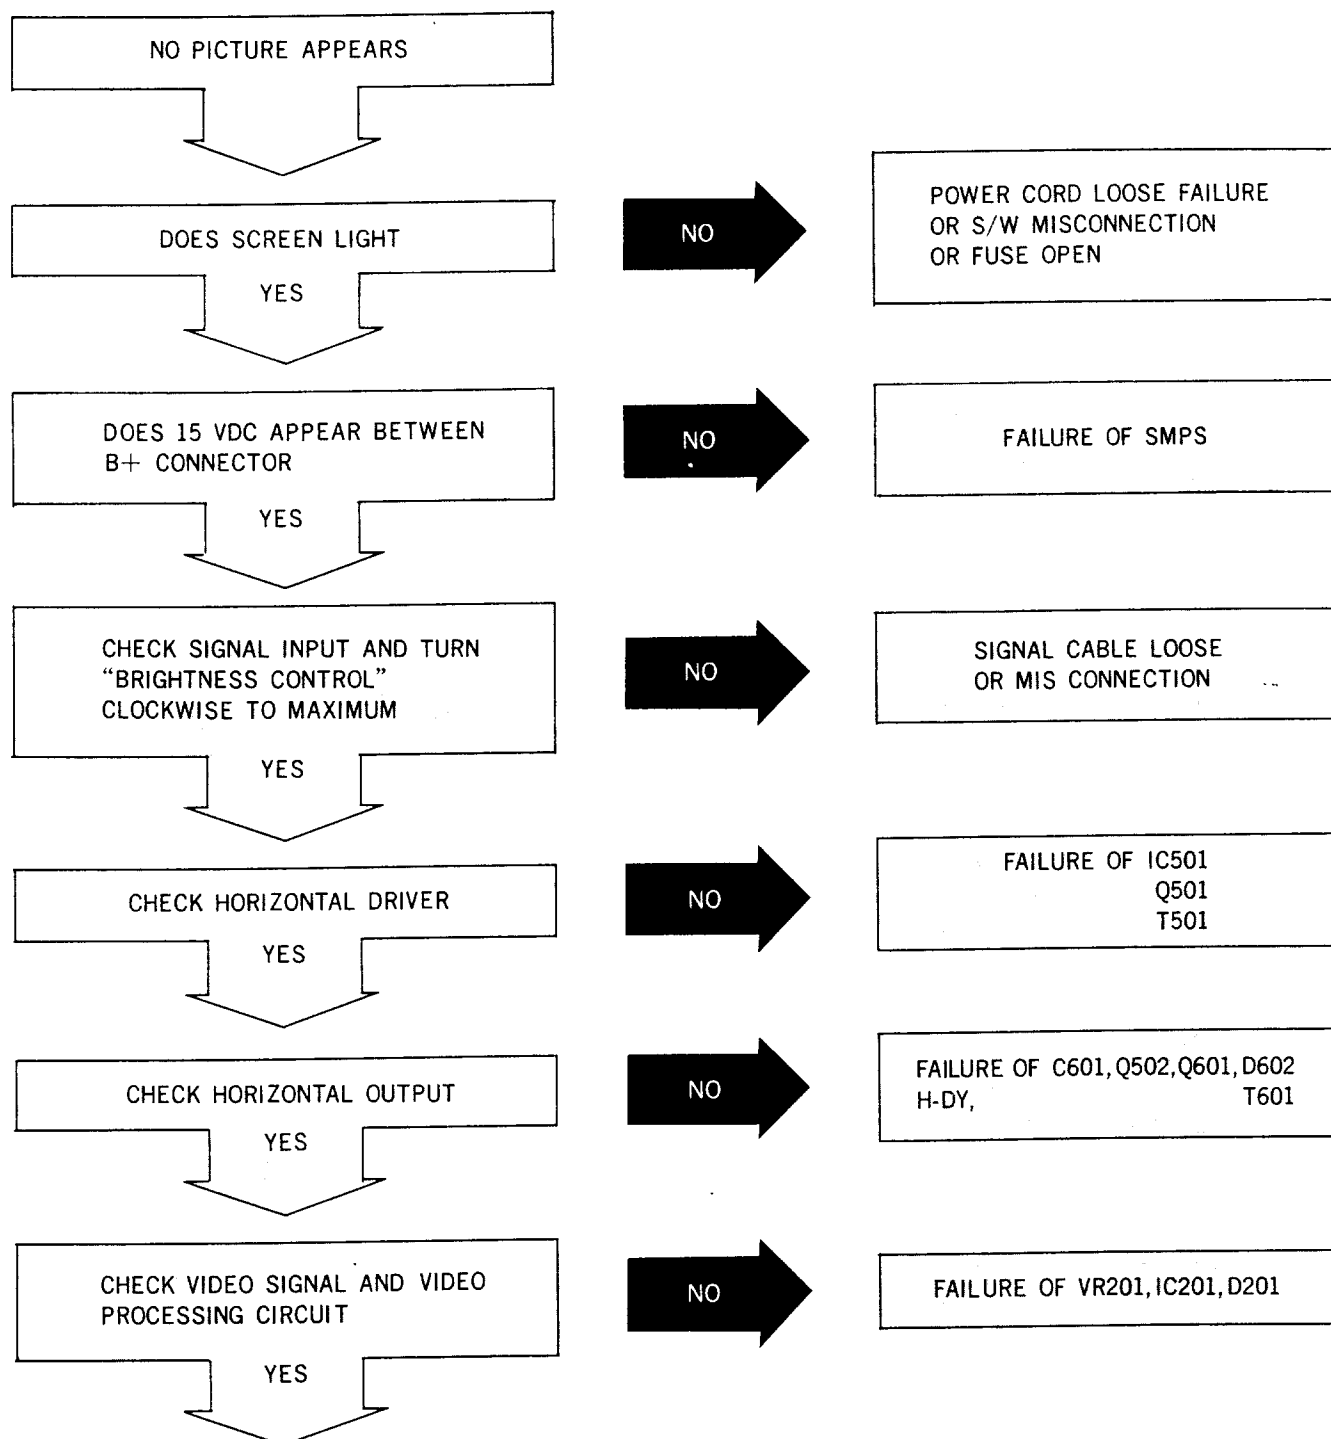 NO PICTURE APPEARS
DOES SCREEN LIGHT
NO
POWER CORD LOOSE FAILURE
OR S/W MISCONNECTION
OR FUSE OPEN
YES
DOES 15 VDC APPEAR BETWEEN
B+ CONNECTOR
NO
FAILURE OF SMPS
YES
CHECK SIGNAL INPUT AND TURN
“BRIGHTNESS CONTROL”
CLOCKWISE TO MAXIMUM
NO
SIGNAL CABLE LOOSE
OR MIS CONNECTION
YES
CHECK HORIZONTAL DRIVER
NO
FAILURE OF IC501
Q501
T501
YES
CHECK HORIZONTAL OUTPUT
NO
FAILURE OF C601, Q502, Q601, D602
H-DY, T601
YES
CHECK VIDEO SIGNAL AND VIDEO
PROCESSING CIRCUIT
NO
FAILURE OF VR201, IC201, D201
YES